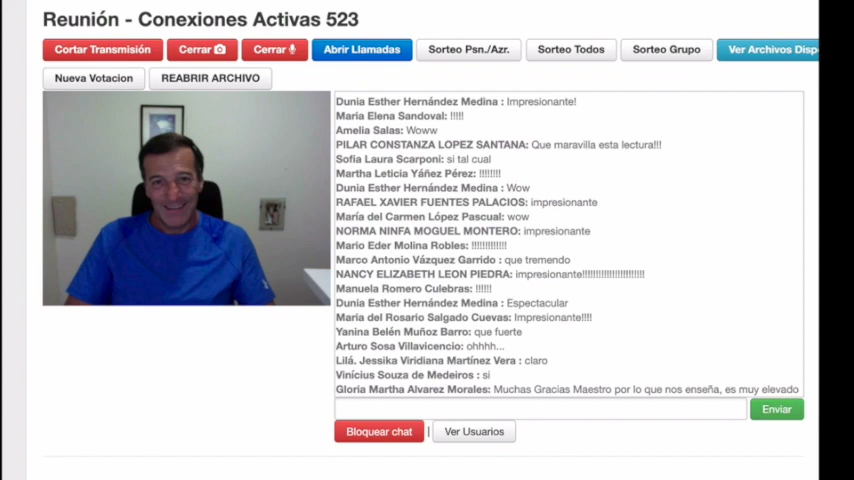 Reunión - Conexiones Activas 523
Cortar Transmisión Cerrar Cerrar Abrir Llamadas Sorteo Psn./Azr. Sorteo Todos Sorteo Grupo Ver Archivos Disp
Nueva Votacion REABRIR ARCHIVO
Dunia Esther Hernández Medina : Impresionante!
Maria Elena Sandoval: !!!!!
Amelia Salas: Woww
PILAR CONSTANZA LOPEZ SANTANA: Que maravilla esta lectura!!!
Sofia Laura Scarponi: si tal cual
Martha Leticia Yáñez Pérez: !!!!!!!!
Dunia Esther Hernández Medina : Wow
RAFAEL XAVIER FUENTES PALACIOS: impresionante
María del Carmen López Pascual: wow
NORMA NINFA MOGUEL MONTERO: impresionante
Mario Eder Molina Robles: !!!!!!!!!!!!!
Marco Antonio Vázquez Garrido : que tremendo
NANCY ELIZABETH LEON PIEDRA: impresionante!!!!!!!!!!!!!!!!!!!!!!!
Manuela Romero Culebras: !!!!!!
Dunia Esther Hernández Medina : Espectacular
Maria del Rosario Salgado Cuevas: Impresionante!!!!
Yanina Belén Muñoz Barro: que fuerte
Arturo Sosa Villavicencio: ohhhh...
Lilá. Jessika Viridiana Martínez Vera : claro
Vinícius Souza de Medeiros : si
Gloria Martha Alvarez Morales: Muchas Gracias Maestro por lo que nos enseña, es muy elevado
Enviar
Bloquear chat | Ver Usuarios